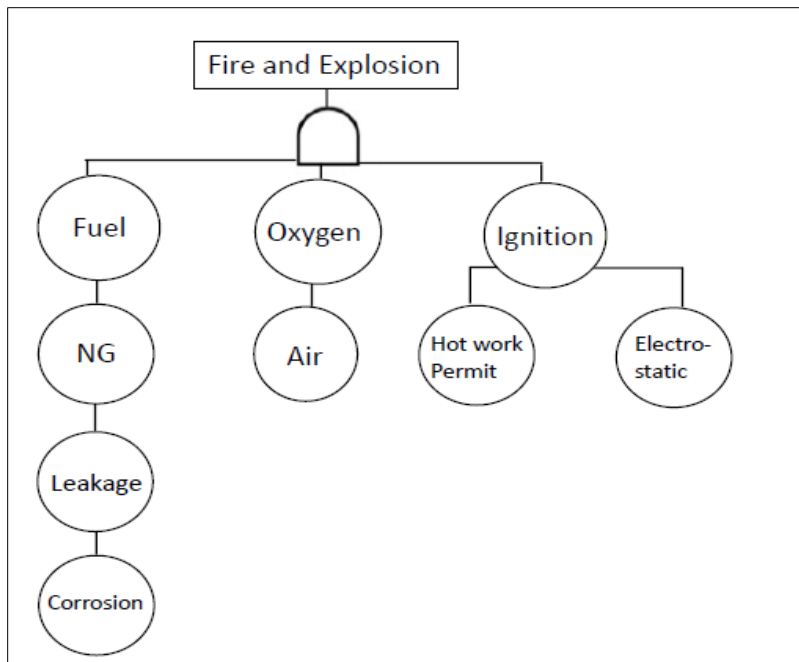 Fire and Explosion
Fuel
Oxygen
Ignition
NG
Air
Hot work
Permit
Electro-
static
Leakage
Corrosion